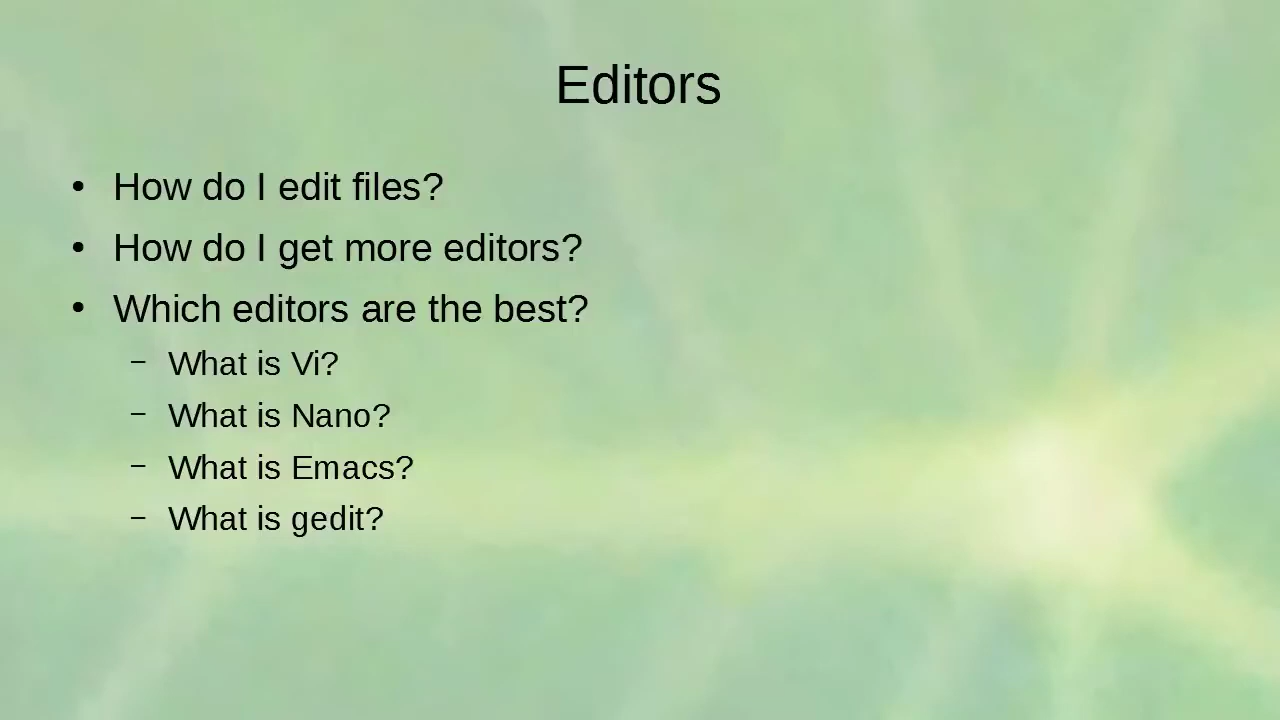 Editors
• How do I edit files?
• How do I get more editors?
• Which editors are the best?
– What is Vi?
– What is Nano?
– What is Emacs?
– What is gedit?